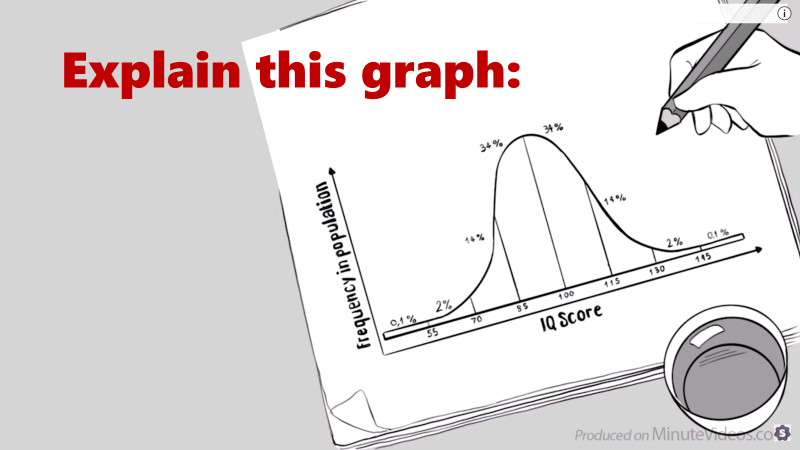 Explain this graph:
34% 34%
14% 14%
0,1% 2% 2% 0.1%
55 70 85 100 115 130 145
Frequency in population
IQ Score
Produced on MinuteVideos.co